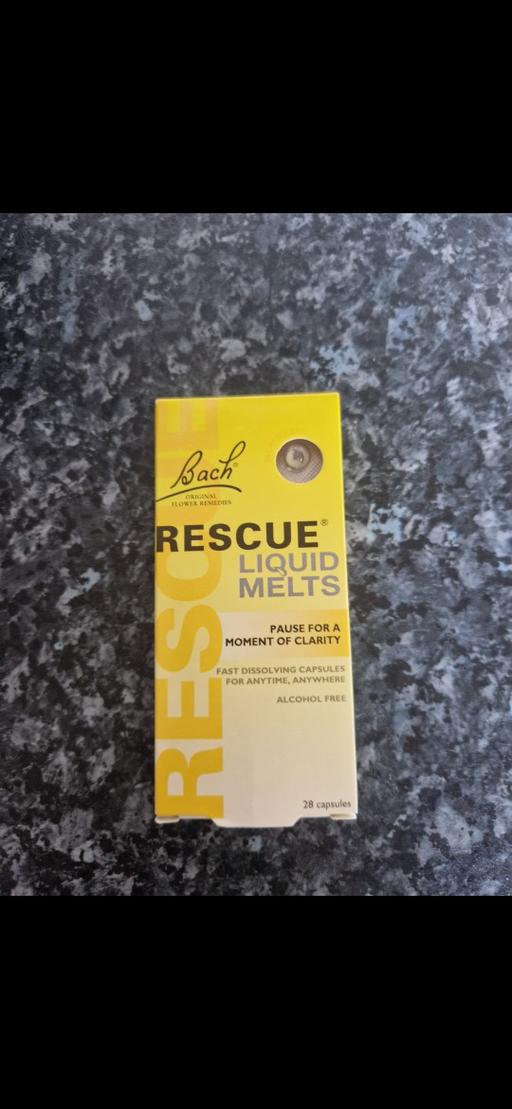 Bach®
ORIGINAL
FLOWER REMEDIES
RESCUE®
LIQUID
MELTS
PAUSE FOR A
MOMENT OF CLARITY
FAST DISSOLVING CAPSULES
FOR ANYTIME, ANYWHERE
ALCOHOL FREE
28 capsules
RESCUE